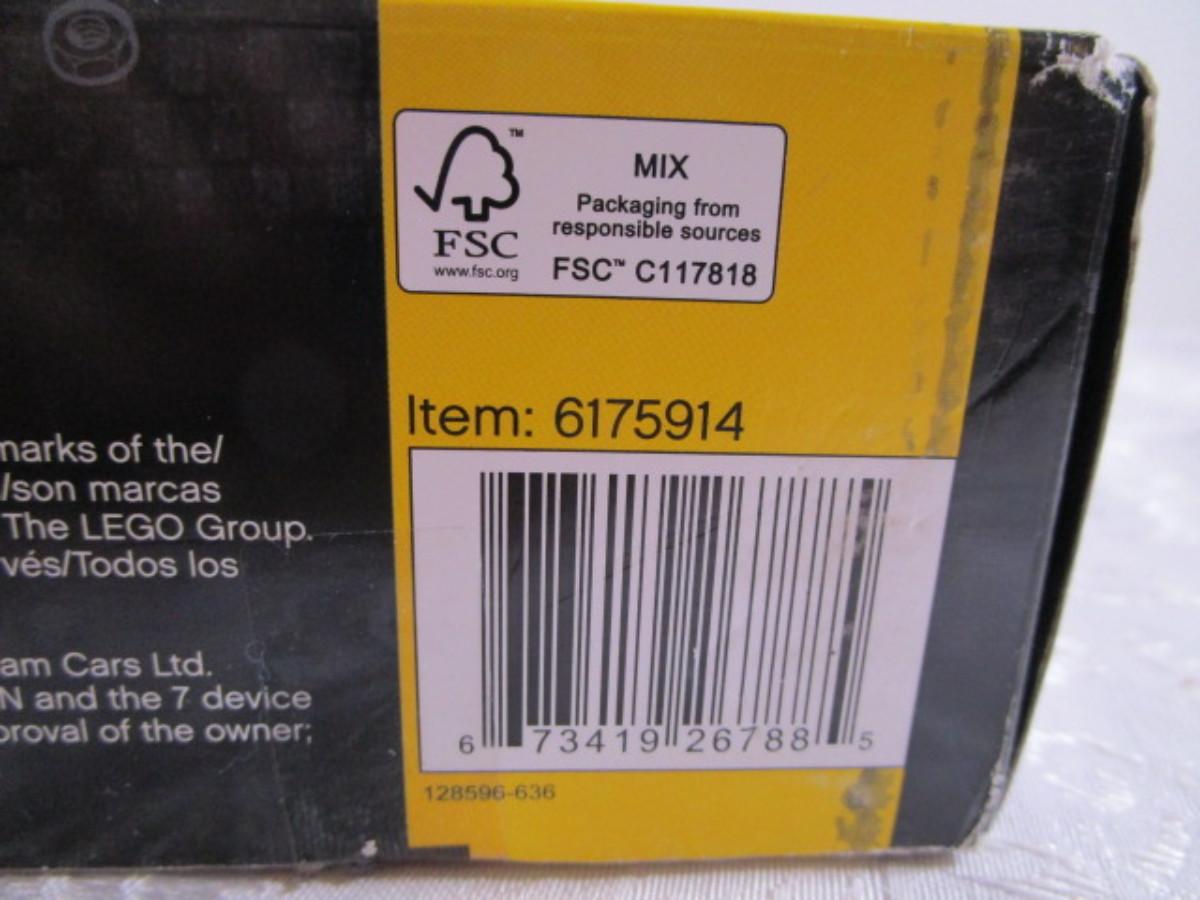 ™
MIX
Packaging from
responsible sources
FSC
www.fsc.org
FSC™ C117818
Item: 6175914
marks of the/
/son marcas
The LEGO Group.
vés/Todos los
am Cars Ltd.
N and the 7 device
proval of the owner;
6 73419 26788 5
128596-636